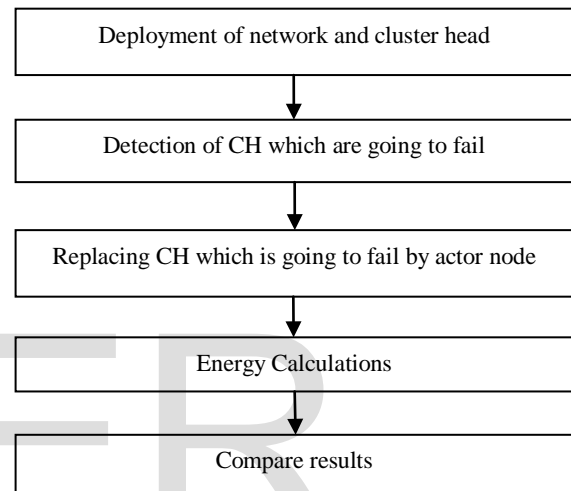 Deployment of network and cluster head
Detection of CH which are going to fail
Replacing CH which is going to fail by actor node
Energy Calculations
Compare results
FR